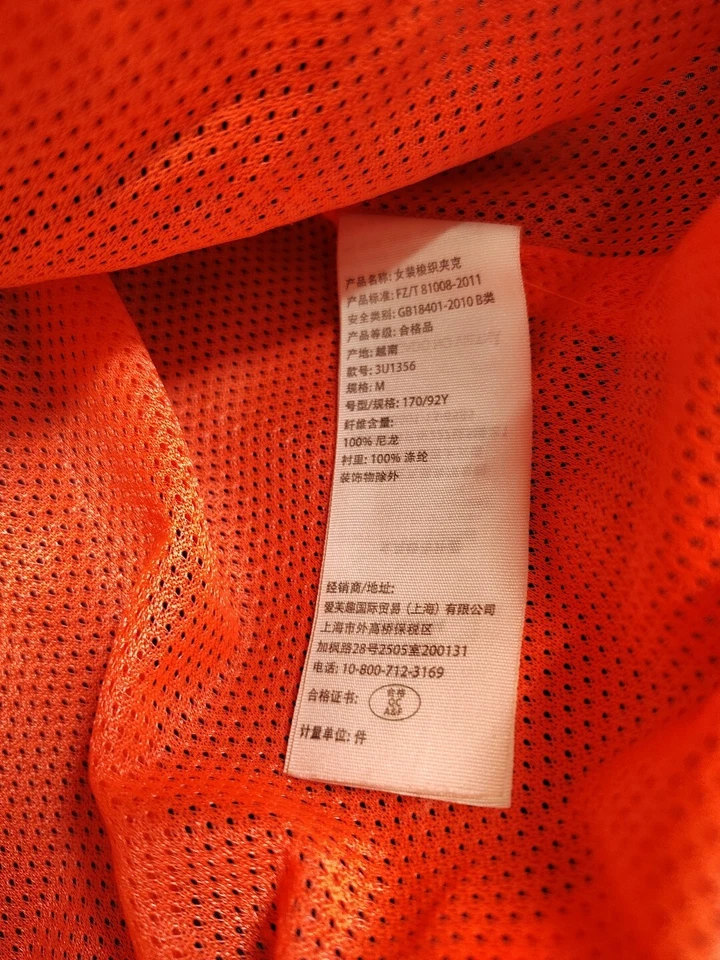 产品名称: 女装梭织夹克
产品标准: FZ/T 81008-2011
安全类别: GB18401-2010 B类
产品等级: 合格品
产地: 越南
款号: 3U1356
规格: M
号型/规格: 170/92Y
纤维含量:
100% 尼龙
衬里: 100% 涤纶
装饰物除外
经销商/地址:
爱芙趣国际贸易（上海）有限公司
上海市外高桥保税区
加枫路28号2505室200131
电话: 10-800-712-3169
合格证书:
合格
QC
A&F
计量单位: 件